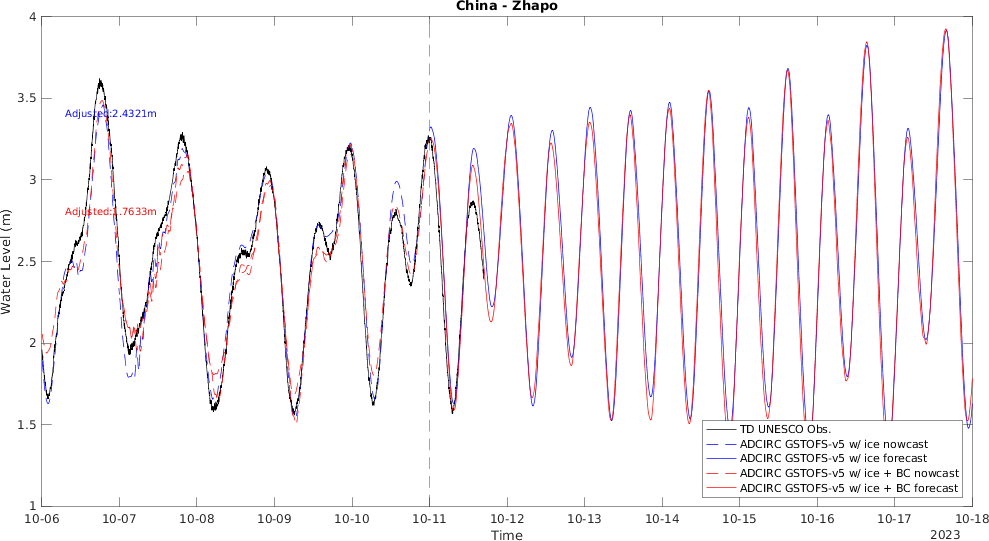 China - Zhapo
Water Level (m)
4
3.5
3
2.5
2
1.5
1
Adjusted:2.4321m
Adjusted:1.7633m
TD UNESCO Obs.
ADCIRC GSTOFS-v5 w/ ice nowcast
ADCIRC GSTOFS-v5 w/ ice forecast
ADCIRC GSTOFS-v5 w/ ice + BC nowcast
ADCIRC GSTOFS-v5 w/ ice + BC forecast
10-06 10-07 10-08 10-09 10-10 10-11 10-12 10-13 10-14 10-15 10-16 10-17 10-18
Time
2023